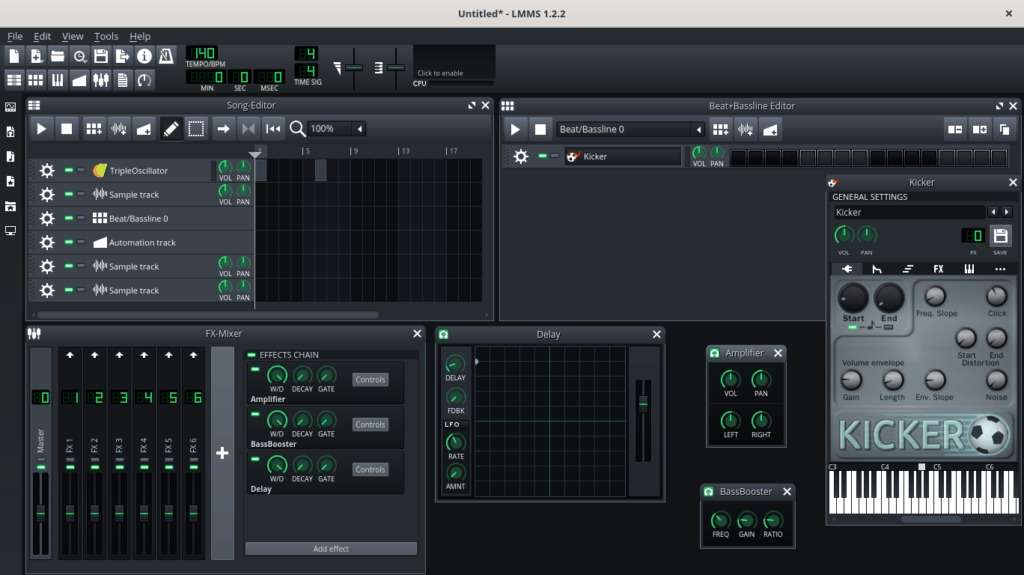 Untitled* - LMMS 1.2.2
File Edit View Tools Help
140
TEMPO/BPM
0 0 0
MIN SEC MSEC
4
4
TIME SIG
Click to enable
CPU
Song-Editor
100%
1 5 9 13 17
TripleOscillator
VOL PAN
Sample track
VOL PAN
Beat/Bassline 0
Automation track
Sample track
VOL PAN
Sample track
VOL PAN
Beat+Bassline Editor
Beat/Bassline 0
Kicker
VOL PAN
Kicker
GENERAL SETTINGS
Kicker
0
VOL PAN FX SAVE
FX
Start End Freq. Slope Click
Start End
Distortion
Volume envelope
Gain Length Env. Slope Noise
KICKER
C3 C4 C5 C6
FX-Mixer
0 1 2 3 4 5 6
Master
FX 1
FX 2
FX 3
FX 4
FX 5
FX 6
EFFECTS CHAIN
W/D DECAY GATE
Controls
Amplifier
W/D DECAY GATE
Controls
BassBooster
W/D DECAY GATE
Controls
Delay
Add effect
Delay
DELAY
FDBK
LFO
RATE
AMNT
Amplifier
VOL PAN
LEFT RIGHT
BassBooster
FREQ GAIN RATIO